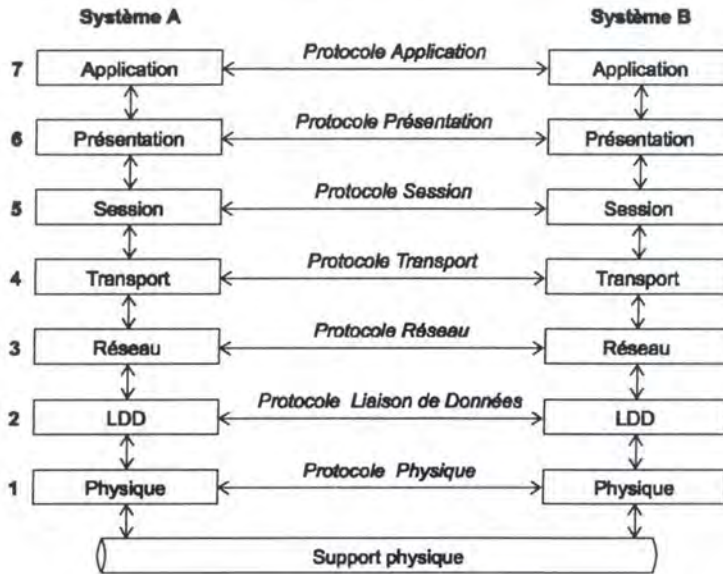 Système A Système B
7 Application Protocole Application Application
6 Présentation Protocole Présentation Présentation
5 Session Protocole Session Session
4 Transport Protocole Transport Transport
3 Réseau Protocole Réseau Réseau
2 LDD Protocole Liaison de Données LDD
1 Physique Protocole Physique Physique
Support physique